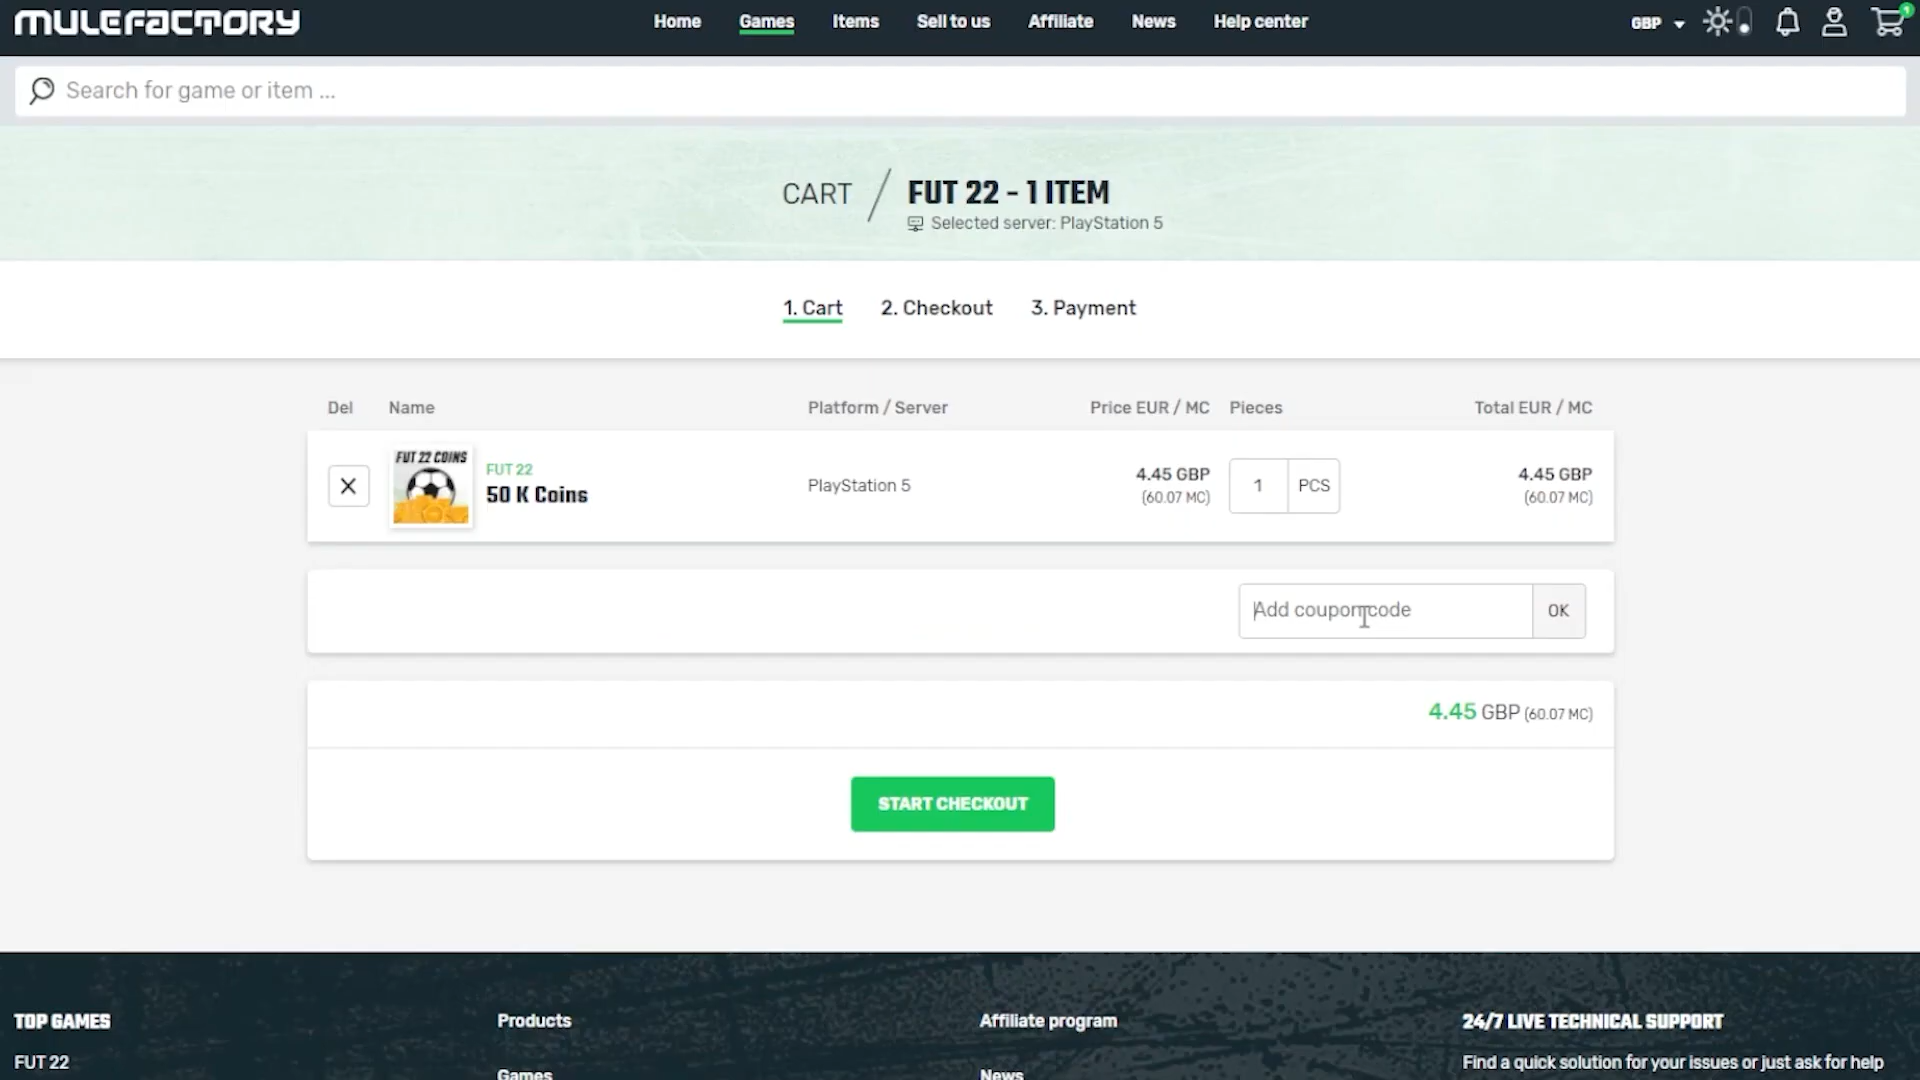 MULEFACTORY
Home Games Items Sell to us Affiliate News Help center
GBP
1
Search for game or item ...
CART / FUT 22 - 1 ITEM
Selected server: PlayStation 5
1. Cart 2. Checkout 3. Payment
Del Name Platform / Server Price EUR / MC Pieces Total EUR / MC
FUT 22 COINS
FUT 22
50 K Coins
PlayStation 5
4.45 GBP
(60.07 MC)
1 PCS
4.45 GBP
(60.07 MC)
Add coupon code OK
4.45 GBP (60.07 MC)
START CHECKOUT
TOP GAMES Products Affiliate program 24/7 LIVE TECHNICAL SUPPORT
FUT 22 Games News Find a quick solution for your issues or just ask for help